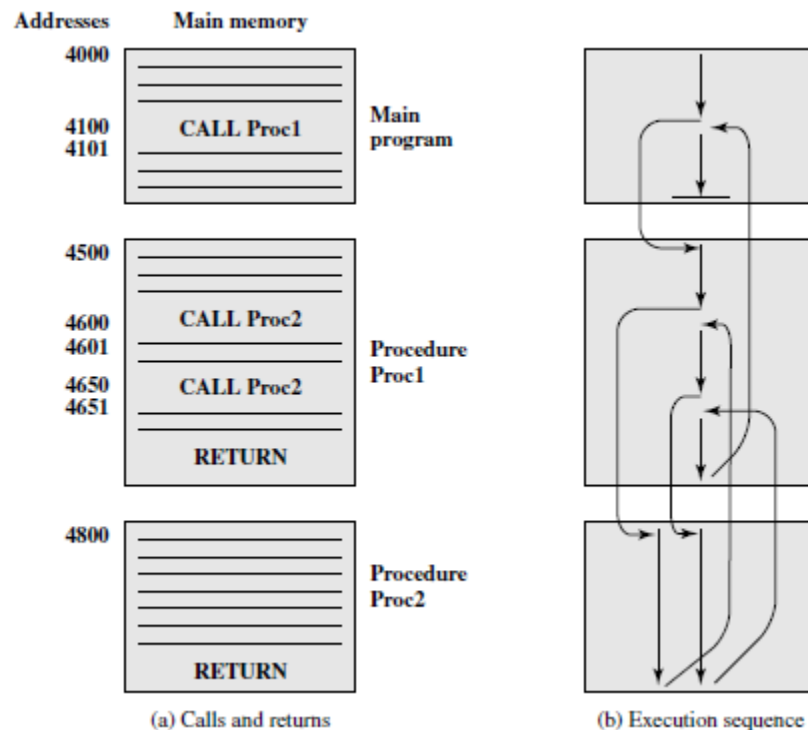 Addresses Main memory
4000
4100 CALL Proc1
4101
Main
program
4500
4600 CALL Proc2
4601
4650 CALL Proc2
4651
RETURN
Procedure
Proc1
4800
Procedure
Proc2
RETURN
(a) Calls and returns
(b) Execution sequence